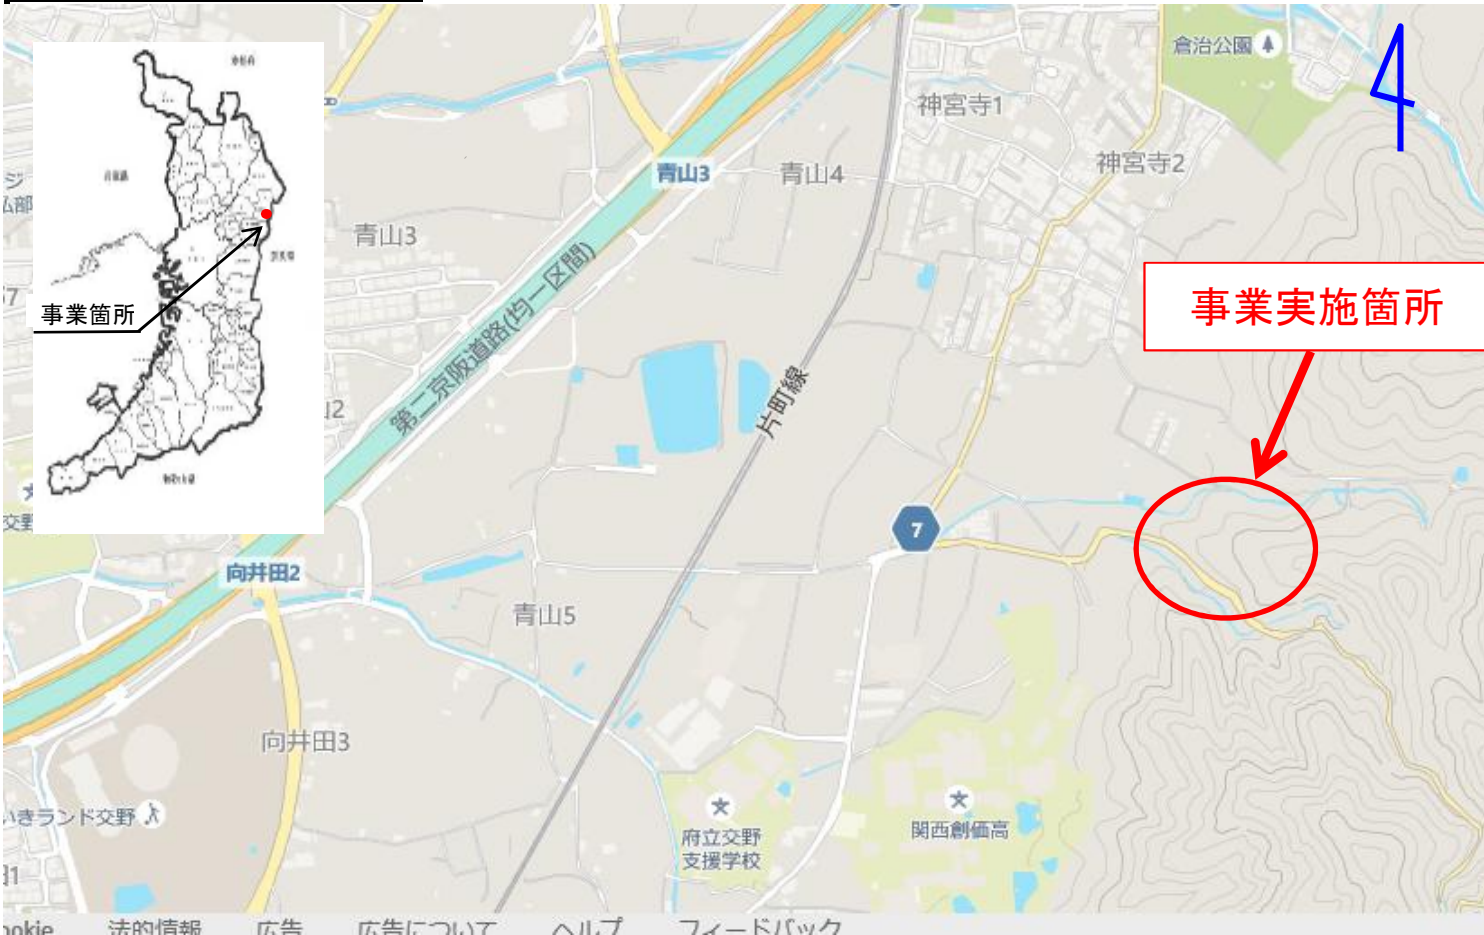 倉治公園
神宮寺1
神宮寺2
青山3
青山4
青山3
事業箇所
事業実施箇所
第二京阪道路(均一区間)
片町線
7
向井田2
青山5
向井田3
いきランド交野
府立交野
支援学校
関西創価高
ookie
法的情報
広告
広告について
ヘルプ
フィードバック